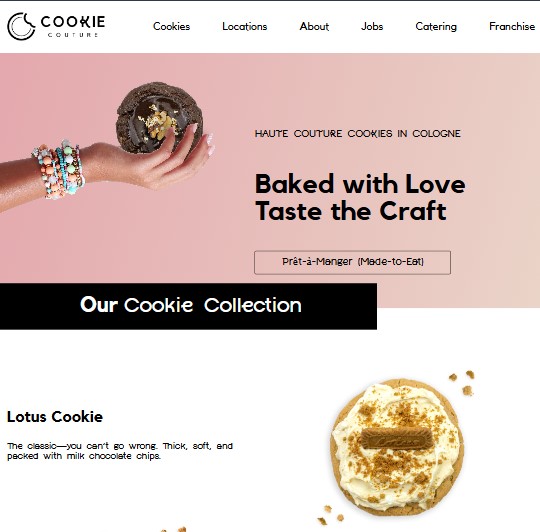 COOKIE
COUTURE
Cookies Locations About Jobs Catering Franchise
HAUTE COUTURE COOKIES IN COLOGNE
Baked with Love
Taste the Craft
Prêt-à-Manger (Made-to-Eat)
Our Cookie Collection
Lotus Cookie
The classic—you can't go wrong. Thick, soft, and
packed with milk chocolate chips.